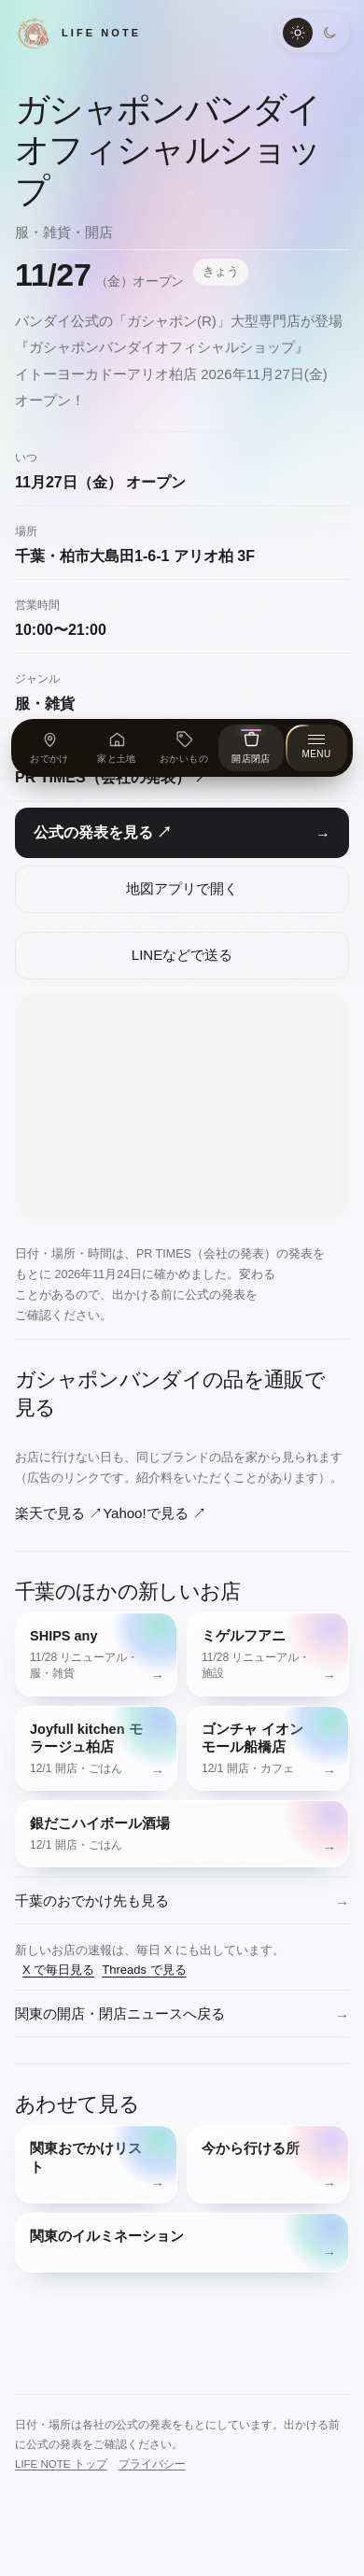 LIFE NOTE
ガシャポンバンダイ
オフィシャルショッ
プ
服・雑貨・開店
11/27 （金）オープン きょう
バンダイ公式の「ガシャポン(R)」大型専門店が登場
『ガシャポンバンダイオフィシャルショップ』
イトーヨーカドーアリオ柏店 2026年11月27日(金)
オープン！
いつ
11月27日（金） オープン
場所
千葉・柏市大島田1-6-1 アリオ柏 3F
営業時間
10:00〜21:00
ジャンル
服・雑貨
おでかけ 家と土地 おかいもの 開店閉店 MENU
PR TIMES（会社の発表） ↗
公式の発表を見る ↗ →
地図アプリで開く
LINEなどで送る
日付・場所・時間は、PR TIMES（会社の発表）の発表を
もとに 2026年11月24日に確かめました。変わる
ことがあるので、出かける前に公式の発表を
ご確認ください。
ガシャポンバンダイの品を通販で
見る
お店に行けない日も、同じブランドの品を家から見られます
（広告のリンクです。紹介料をいただくことがあります）。
楽天で見る ↗Yahoo!で見る ↗
千葉のほかの新しいお店
SHIPS any
11/28 リニューアル・
服・雑貨 →
ミゲルフアニ
11/28 リニューアル・
施設 →
Joyfull kitchen モ
ラージュ柏店
12/1 開店・ごはん →
ゴンチャ イオン
モール船橋店
12/1 開店・カフェ →
銀だこハイボール酒場
12/1 開店・ごはん →
千葉のおでかけ先も見る →
新しいお店の速報は、毎日 X にも出しています。
X で毎日見る Threads で見る
関東の開店・閉店ニュースへ戻る →
あわせて見る
関東おでかけリス
ト →
今から行ける所 →
関東のイルミネーション →
日付・場所は各社の公式の発表をもとにしています。出かける前
に公式の発表をご確認ください。
LIFE NOTE トップ プライバシー